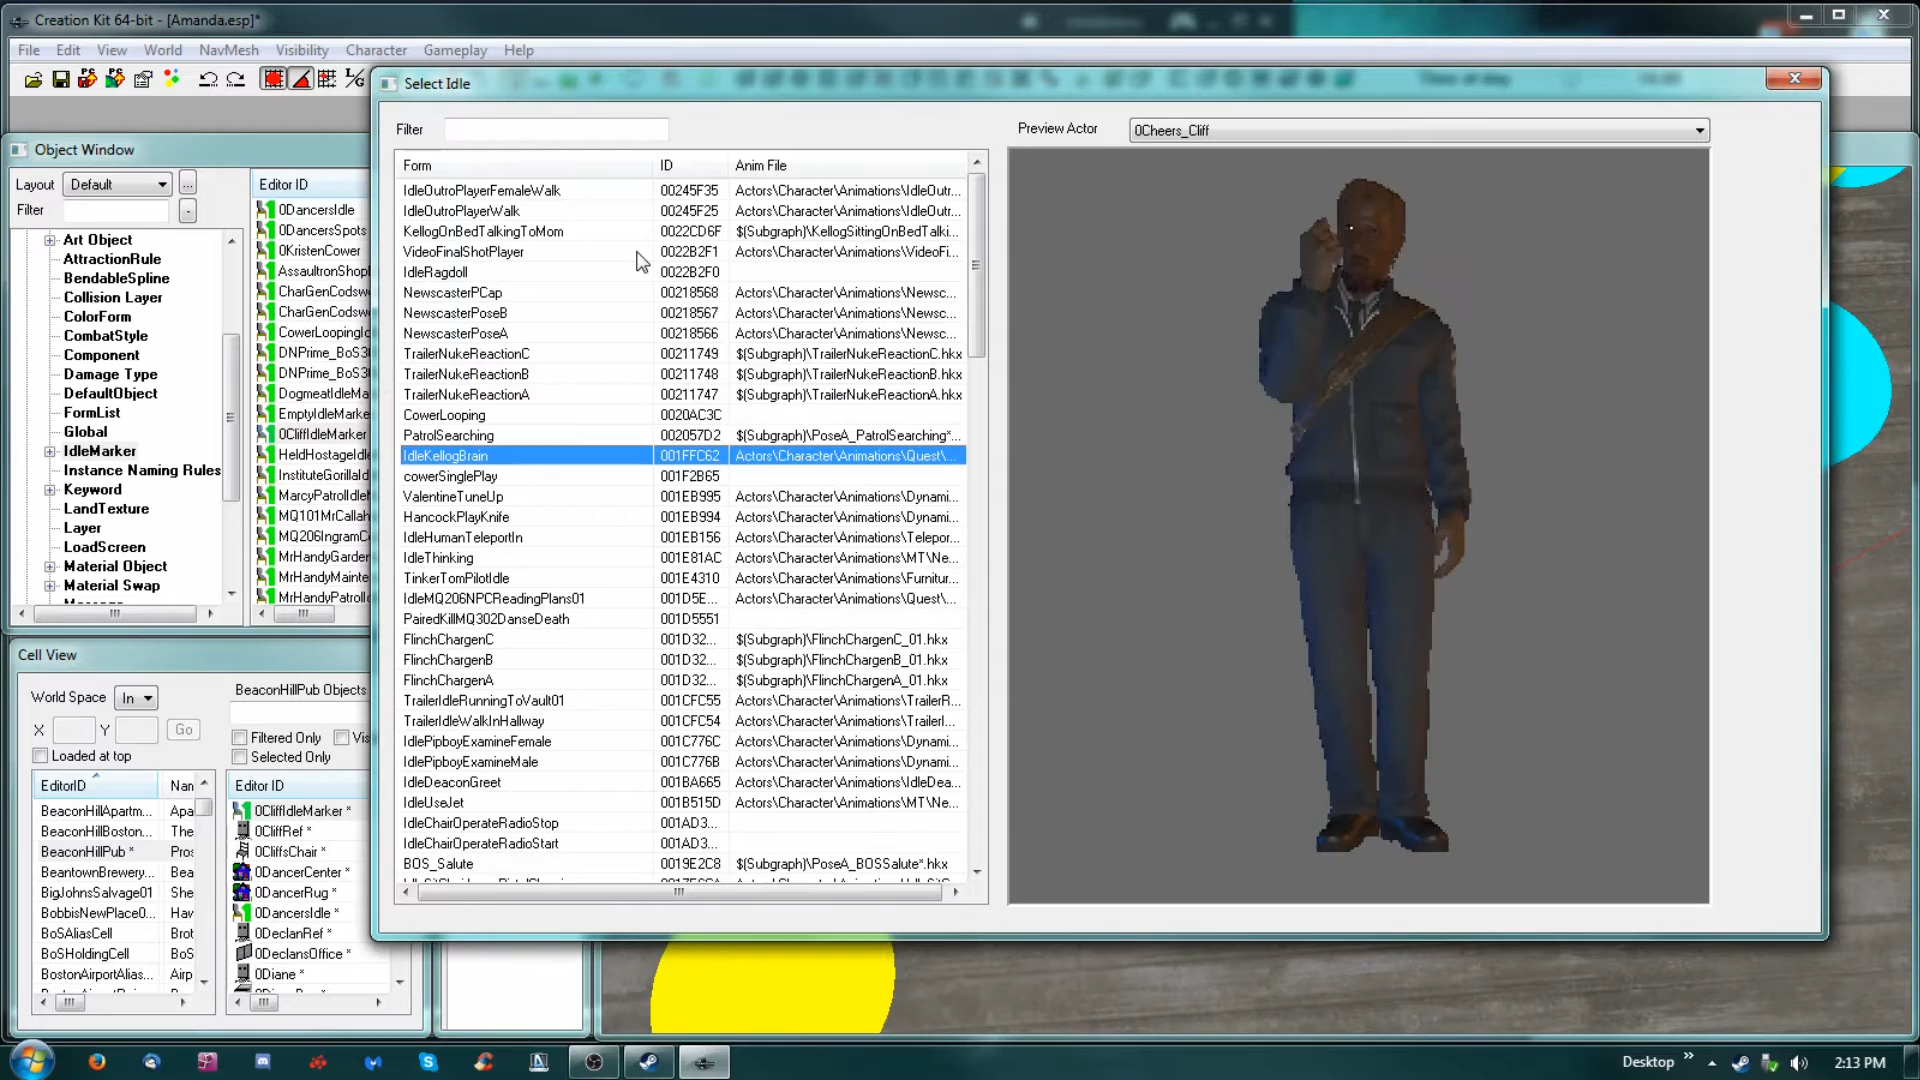 Creation Kit 64-bit - [Amanda.esp]*
File Edit View World NavMesh Visibility Character Gameplay Help
Select Idle
Filter
Preview Actor 0Cheers_Cliff
Form ID Anim File
IdleOutroPlayerFemaleWalk 00245F35 Actors\Character\Animations\IdleOutr...
IdleOutroPlayerWalk 00245F25 Actors\Character\Animations\IdleOutr...
KellogOnBedTalkingToMom 0022CD6F $(Subgraph)\KellogSittingOnBedTalki...
VideoFinalShotPlayer 0022B2F1 Actors\Character\Animations\VideoFi...
IdleRagdoll 0022B2F0
NewscasterPCap 00218568 Actors\Character\Animations\Newsc...
NewscasterPoseB 00218567 Actors\Character\Animations\Newsc...
NewscasterPoseA 00218566 Actors\Character\Animations\Newsc...
TrailerNukeReactionC 00211749 $(Subgraph)\TrailerNukeReactionC.hkx
TrailerNukeReactionB 00211748 $(Subgraph)\TrailerNukeReactionB.hkx
TrailerNukeReactionA 00211747 $(Subgraph)\TrailerNukeReactionA.hkx
CowerLooping 0020AC3C
PatrolSearching 002057D2 $(Subgraph)\PoseA_PatrolSearching*...
IdleKellogBrain 001FFC62 Actors\Character\Animations\Quest\...
cowerSinglePlay 001F2B65
ValentineTuneUp 001EB995 Actors\Character\Animations\Dynami...
HancockPlayKnife 001EB994 Actors\Character\Animations\Dynami...
IdleHumanTeleportIn 001EB156 Actors\Character\Animations\Telepor...
IdleThinking 001E81AC Actors\Character\Animations\MT\Ne...
TinkerTomPilotIdle 001E4310 Actors\Character\Animations\Furnitur...
IdleMQ206NPCReadingPlans01 001D5E... Actors\Character\Animations\Quest\...
PairedKillMQ302DanseDeath 001D5551
FlinchChargenC 001D32... $(Subgraph)\FlinchChargenC_01.hkx
FlinchChargenB 001D32... $(Subgraph)\FlinchChargenB_01.hkx
FlinchChargenA 001D32... $(Subgraph)\FlinchChargenA_01.hkx
TrailerIdleRunningToVault01 001CFC55 Actors\Character\Animations\TrailerR...
TrailerIdleWalkInHallway 001CFC54 Actors\Character\Animations\TrailerI...
IdlePipboyExamineFemale 001C776C Actors\Character\Animations\Dynami...
IdlePipboyExamineMale 001C776B Actors\Character\Animations\Dynami...
IdleDeaconGreet 001BA665 Actors\Character\Animations\IdleDea...
IdleUseJet 001B515D Actors\Character\Animations\MT\Ne...
IdleChairOperateRadioStop 001AD3...
IdleChairOperateRadioStart 001AD3...
BOS_Salute 0019E2C8 $(Subgraph)\PoseA_BOSSalute*.hkx
Object Window
Layout Default ...
Filter
Art Object
AttractionRule
BendableSpline
Collision Layer
ColorForm
CombatStyle
Component
Damage Type
DefaultObject
FormList
Global
IdleMarker
Instance Naming Rules
Keyword
LandTexture
Layer
LoadScreen
Material Object
Material Swap
Editor ID
0DancersIdle
0DancersSpots
0KristenCower
AssaultronShopl
CharGenCodsw
CharGenCodsw
CowerLoopingId
DNPrime_BoS30
DNPrime_BoS30
DogmeatIdleMa
EmptyIdleMarke
0CliffIdleMarker
HeldHostageIdle
InstituteGorillaId
MarcyPatrolIdleM
MQ101MrCallah
MQ206IngramCo
MrHandyGarden
MrHandyMainte
MrHandyPatrolId
Cell View
World Space In
X Y Go
Loaded at top
EditorID Nan
BeaconHillApartm... Apa
BeaconHillBoston... The
BeaconHillPub * Pros
BeantownBrewery... Bea
BigJohnsSalvage01 She
BobbisNewPlace0... Haw
BoSAliasCell Brot
BoSHoldingCell BoS
BostonAirportAlias... Airp
BeaconHillPub Objects
Filtered Only Vis
Selected Only
Editor ID
0CliffIdleMarker *
0CliffRef *
0CliffsChair *
0DancerCenter *
0DancerRug *
0DancersIdle *
0DeclanRef *
0DeclansOffice *
0Diane *
Desktop » 2:13 PM